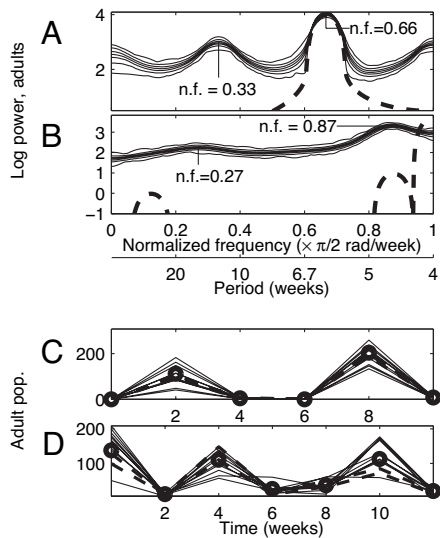 A
4
2
n.f. = 0.66
n.f. = 0.33
Log power, adults
B
3
2
1
0
−1
n.f. = 0.87
n.f.=0.27
0 0.2 0.4 0.6 0.8 1
Normalized frequency (× π/2 rad/week)
20 10 6.7 5 4
Period (weeks)
C
200
0
2 4 6 8
Adult pop.
D
200
100
2 4 6 8 10
Time (weeks)